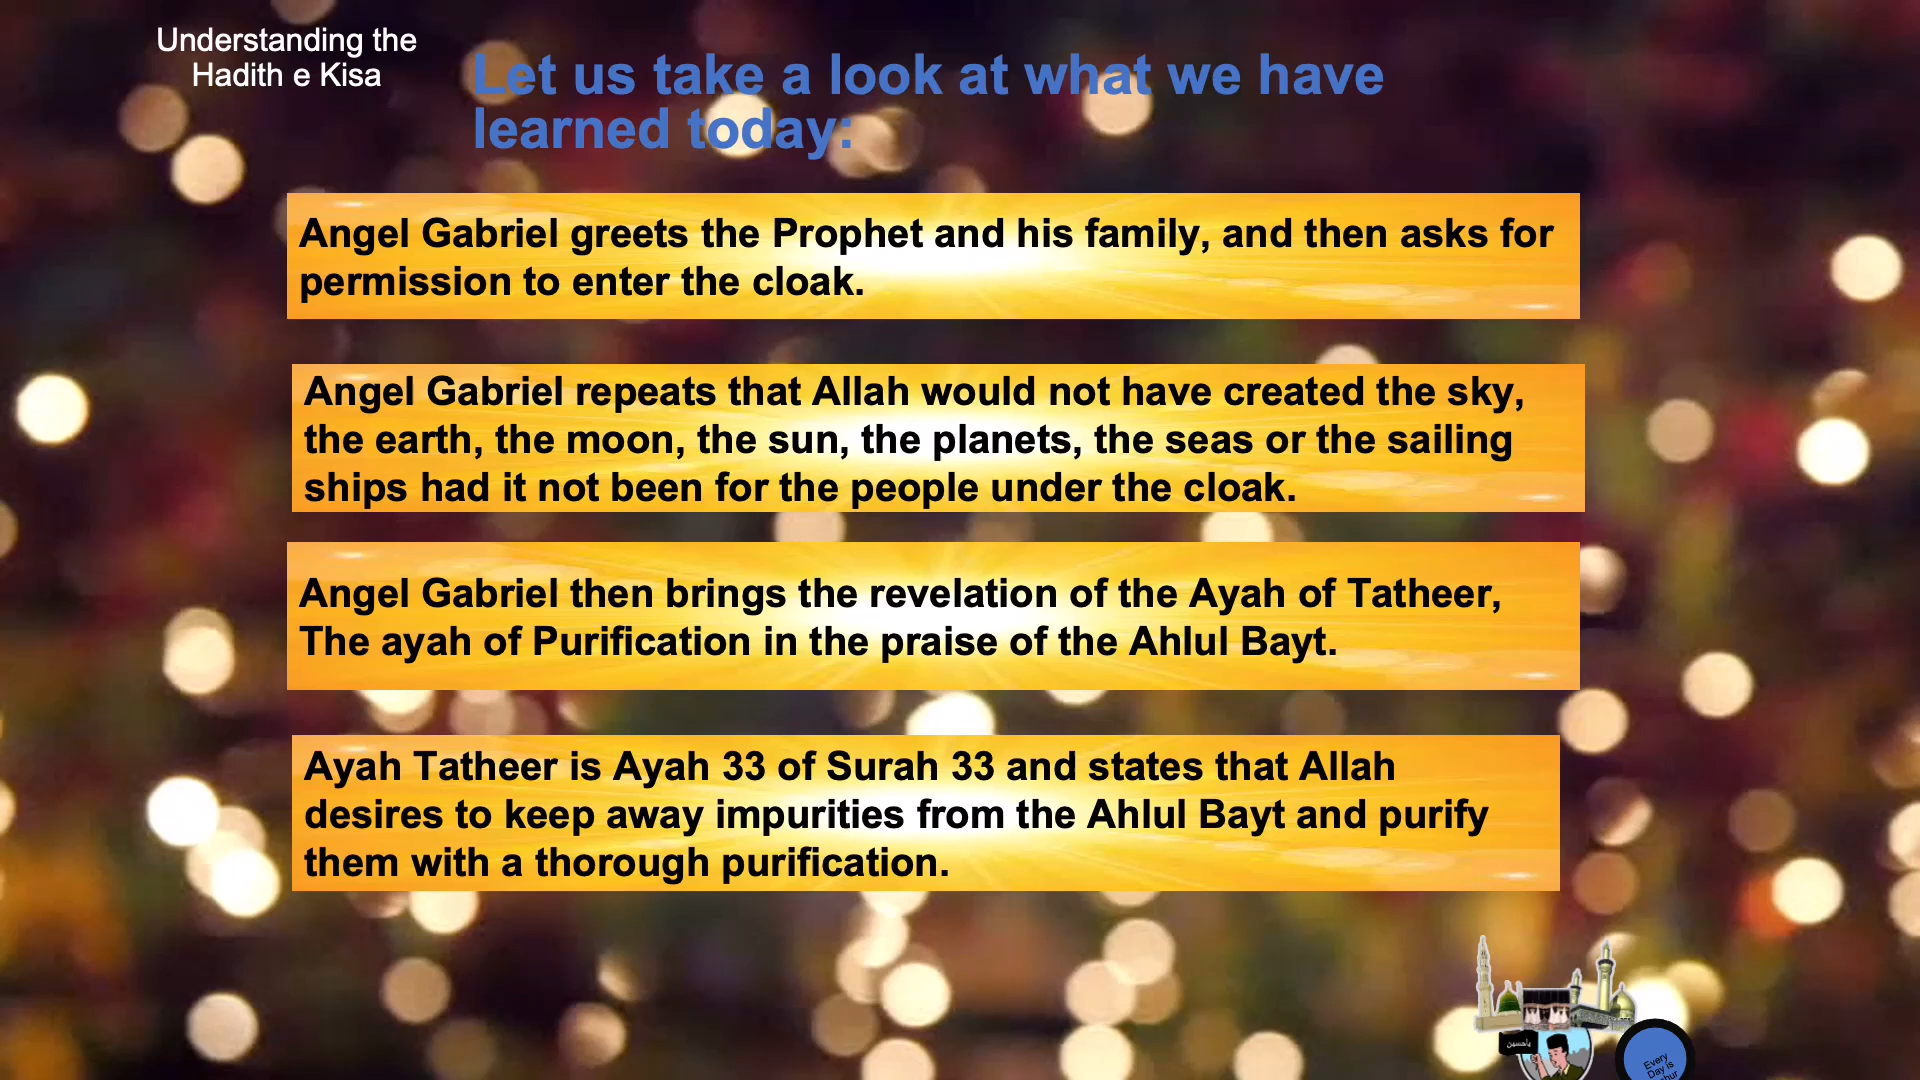 Understanding the
Hadith e Kisa
Let us take a look at what we have
learned today:
Angel Gabriel greets the Prophet and his family, and then asks for
permission to enter the cloak.
Angel Gabriel repeats that Allah would not have created the sky,
the earth, the moon, the sun, the planets, the seas or the sailing
ships had it not been for the people under the cloak.
Angel Gabriel then brings the revelation of the Ayah of Tatheer,
The ayah of Purification in the praise of the Ahlul Bayt.
Ayah Tatheer is Ayah 33 of Surah 33 and states that Allah
desires to keep away impurities from the Ahlul Bayt and purify
them with a thorough purification.
ياحسين
Every
Day is